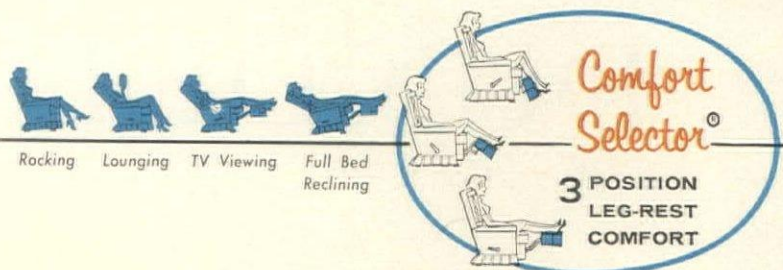 Rocking
Lounging
TV Viewing
Full Bed
Reclining
Comfort
Selector®
3 POSITION
LEG-REST
COMFORT